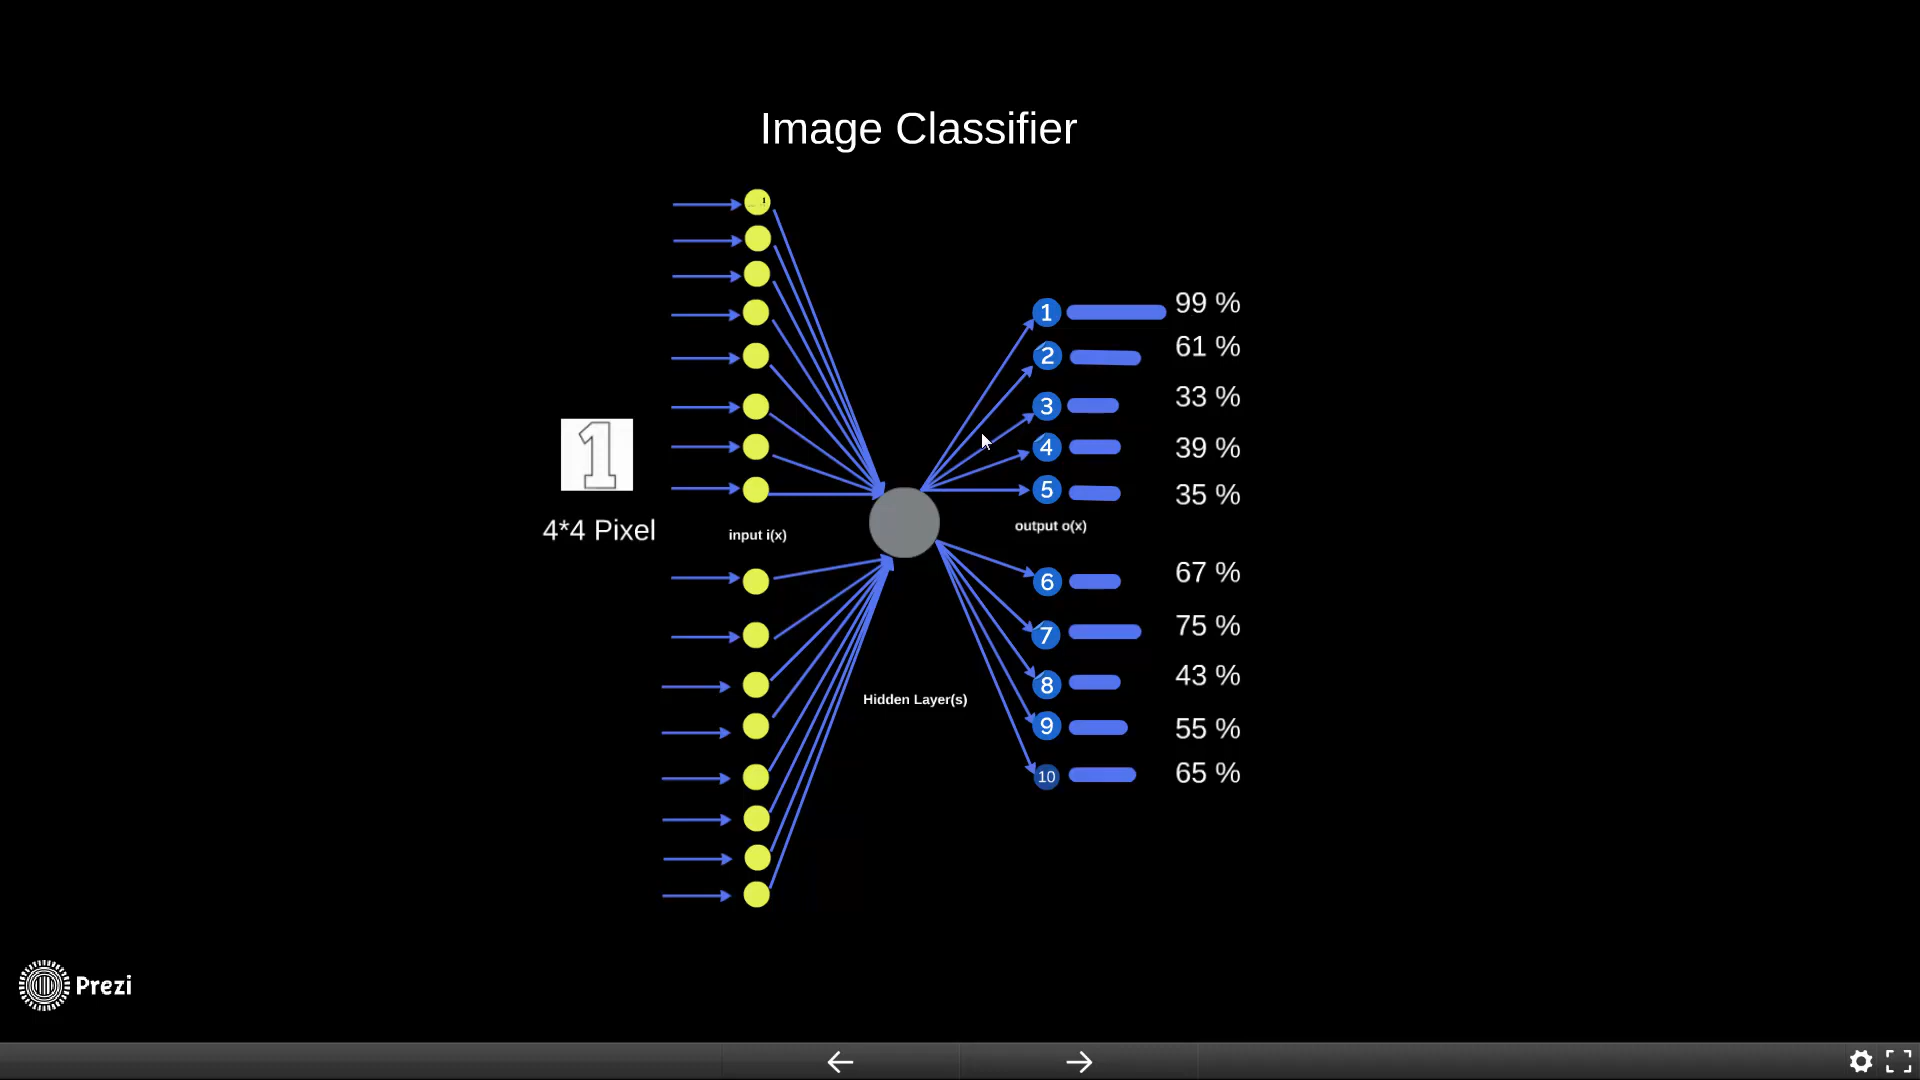 Image Classifier
1
4*4 Pixel
input i(x)
Hidden Layer(s)
output o(x)
1 99 %
2 61 %
3 33 %
4 39 %
5 35 %
6 67 %
7 75 %
8 43 %
9 55 %
10 65 %
Prezi